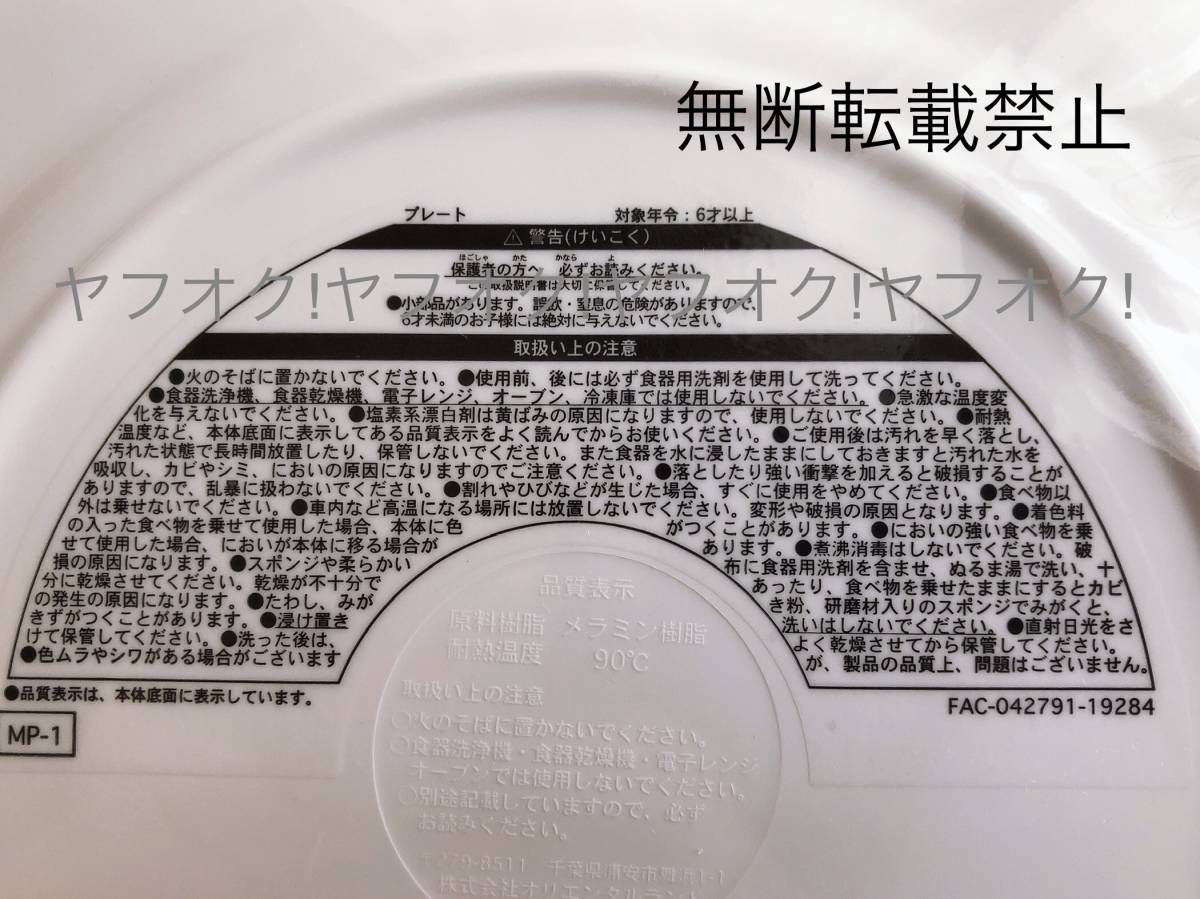 無断転載禁止
プレート 対象年令：6才以上
⚠ 警告(けいこく)
ほごしゃ かた かなら よ
保護者の方へ 必ずお読みください。
この取扱説明書は大切に保管してください。
ヤフオク!ヤフオク!ヤフオク!ヤフオク!
●小部品があります。誤飲・窒息の危険がありますので、
6才未満のお子様には絶対に与えないでください。
取扱い上の注意
●火のそばに置かないでください。●使用前、後には必ず食器用洗剤を使用して洗ってください。
●食器洗浄機、食器乾燥機、電子レンジ、オーブン、冷凍庫では使用しないでください。●急激な温度変
化を与えないでください。●塩素系漂白剤は黄ばみの原因になりますので、使用しないでください。●耐熱
温度など、本体底面に表示してある品質表示をよく読んでからお使いください。●ご使用後は汚れを早く落とし、
汚れた状態で長時間放置したり、保管しないでください。また食器を水に浸したままにしておきますと汚れた水を
吸収し、カビやシミ、においの原因になりますのでご注意ください。●落としたり強い衝撃を加えると破損することが
ありますので、乱暴に扱わないでください。●割れやひびなどが生じた場合、すぐに使用をやめてください。●食べ物以
外は乗せないでください。●車内など高温になる場所には放置しないでください。変形や破損の原因となります。●着色料
の入った食べ物を乗せて使用した場合、本体に色がつくことがあります。●においの強い食べ物を乗
せて使用した場合、においが本体に移る場合があります。●煮沸消毒はしないでください。破
損の原因になります。●スポンジや柔らかい布に食器用洗剤を含ませ、ぬるま湯で洗い、十
分に乾燥させてください。乾燥が不十分であったり、食べ物を乗せたままにするとカビ
の発生の原因になります。●たわし、みがき粉、研磨材入りのスポンジでみがくと、
きずがつくことがあります。●浸け置き洗いはしないでください。●直射日光をさ
けて保管してください。●洗った後は、よく乾燥させてから保管してください。
●色ムラやシワがある場合がございますが、製品の品質上、問題はございません。
●品質表示は、本体底面に表示しています。
FAC-042791-19284
MP-1
品質表示
原料樹脂 メラミン樹脂
耐熱温度 90℃
取扱い上の注意
○火のそばに置かないでください。
○食器洗浄機・食器乾燥機・電子レンジ
オーブンでは使用しないでください。
○別途記載していますので、必ず
お読みください。
〒279-8511 千葉県浦安市舞浜1-1
株式会社オリエンタルランド